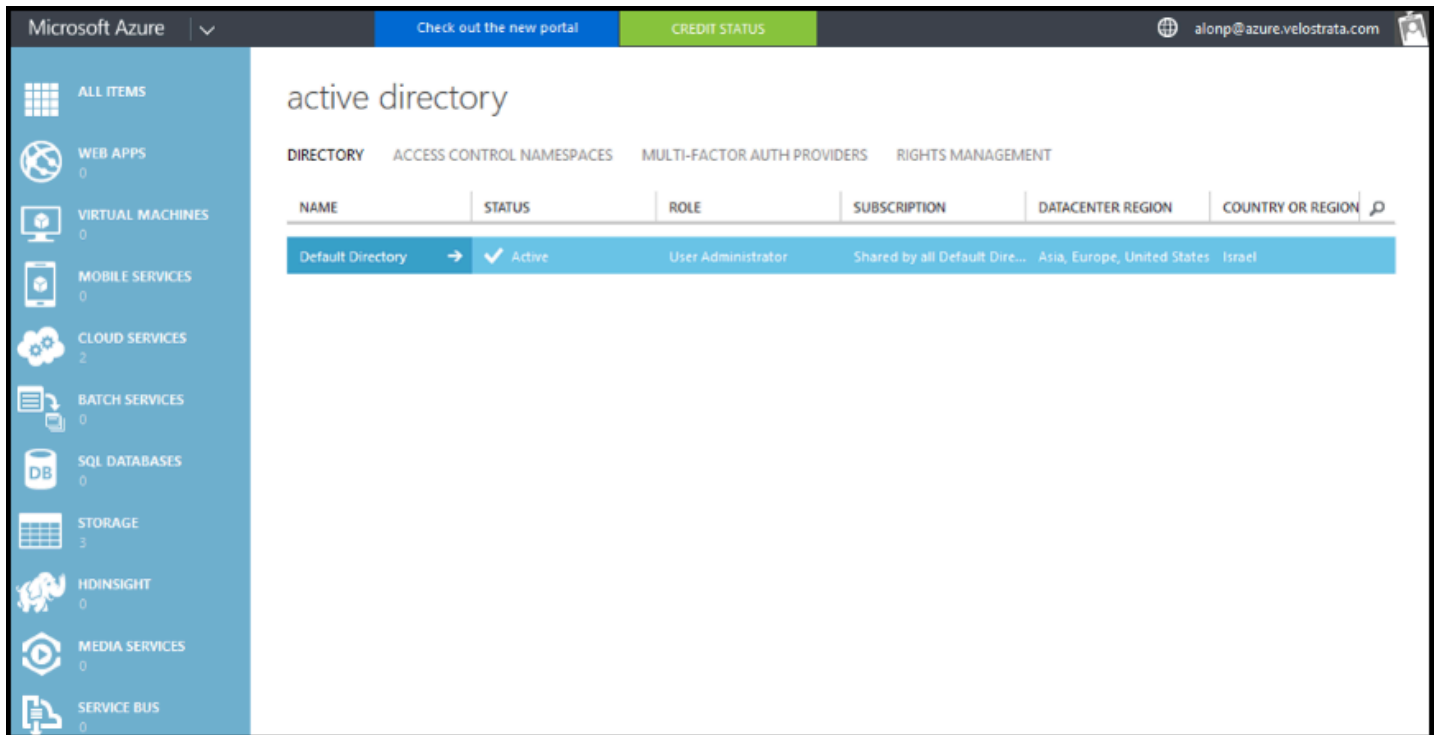 Microsoft Azure
Check out the new portal
CREDIT STATUS
alonp@azure.velostrata.com
ALL ITEMS
WEB APPS
0
VIRTUAL MACHINES
0
MOBILE SERVICES
0
CLOUD SERVICES
2
BATCH SERVICES
0
SQL DATABASES
0
DB
STORAGE
3
HDINSIGHT
0
MEDIA SERVICES
0
SERVICE BUS
0
active directory
DIRECTORY ACCESS CONTROL NAMESPACES MULTI-FACTOR AUTH PROVIDERS RIGHTS MANAGEMENT
NAME STATUS ROLE SUBSCRIPTION DATACENTER REGION COUNTRY OR REGION
Default Directory Active User Administrator Shared by all Default Dire... Asia, Europe, United States Israel